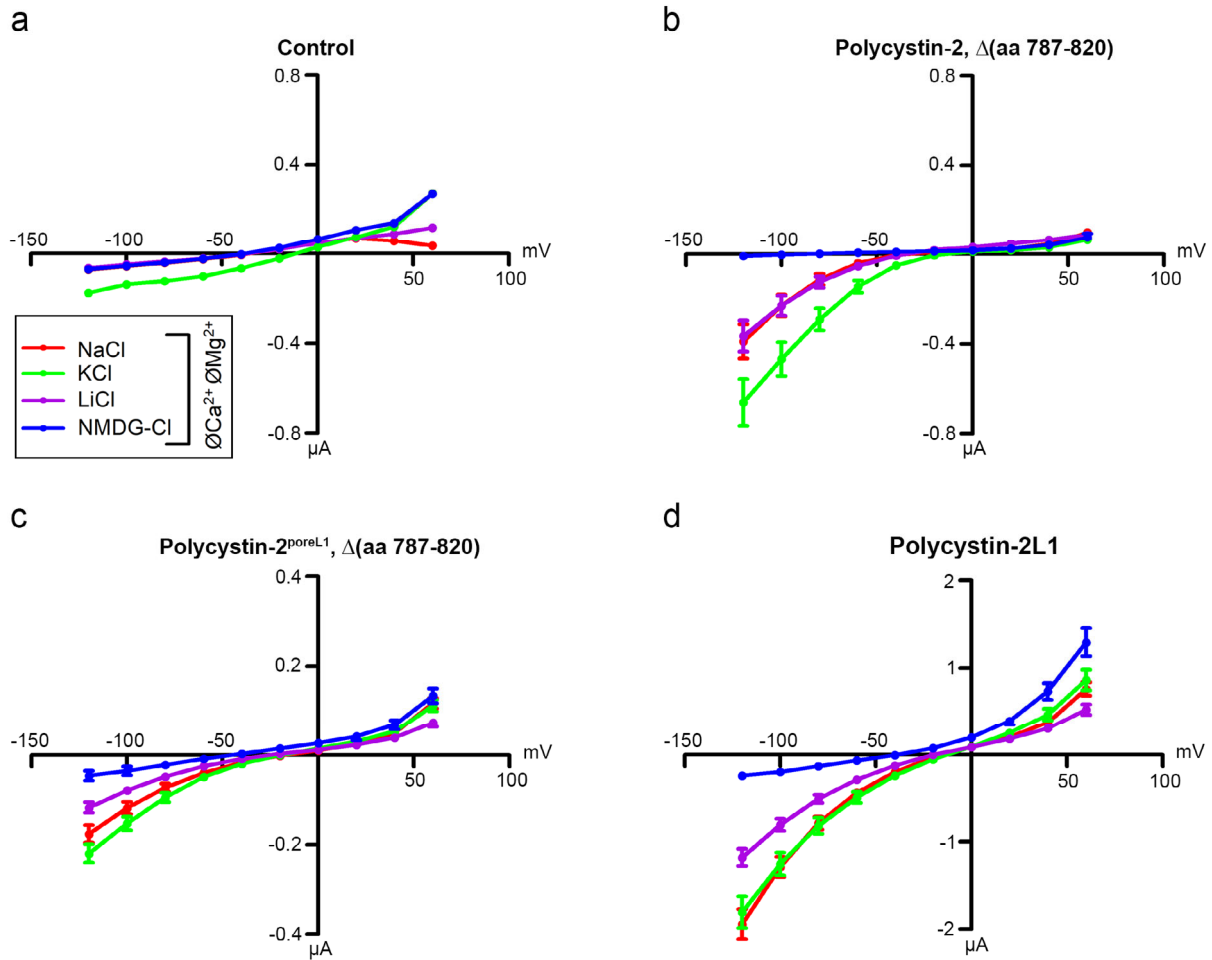 a
Control
0.8
0.4
-150 -100 -50 50 100 mV
-0.4
-0.8
µA
NaCl
KCl
LiCl
NMDG-Cl
ØCa²⁺ ØMg²⁺
b
Polycystin-2, Δ(aa 787-820)
0.8
0.4
-150 -100 -50 50 100 mV
-0.4
-0.8
µA
c
Polycystin-2ᵖᵒʳᵉᴸ¹, Δ(aa 787-820)
0.4
0.2
-150 -100 -50 50 100 mV
-0.2
-0.4
µA
d
Polycystin-2L1
2
1
-150 -100 -50 50 100 mV
-1
-2
µA